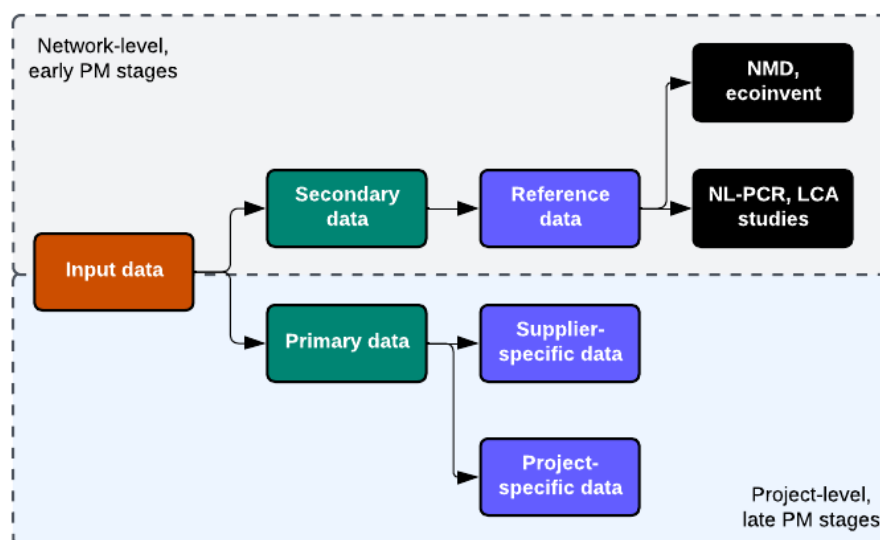 Network-level,
early PM stages
NMD,
ecoinvent
Secondary
data
Reference
data
NL-PCR, LCA
studies
Input data
Primary data
Supplier-
specific data
Project-
specific data
Project-level,
late PM stages